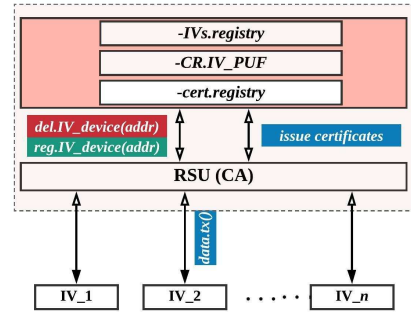 -IVs.registry
-CR.IV_PUF
-cert.registry
del.IV_device(addr)
reg.IV_device(addr)
issue certificates
RSU (CA)
data.tx()
IV_1
IV_2
. . . . . .
IV_n